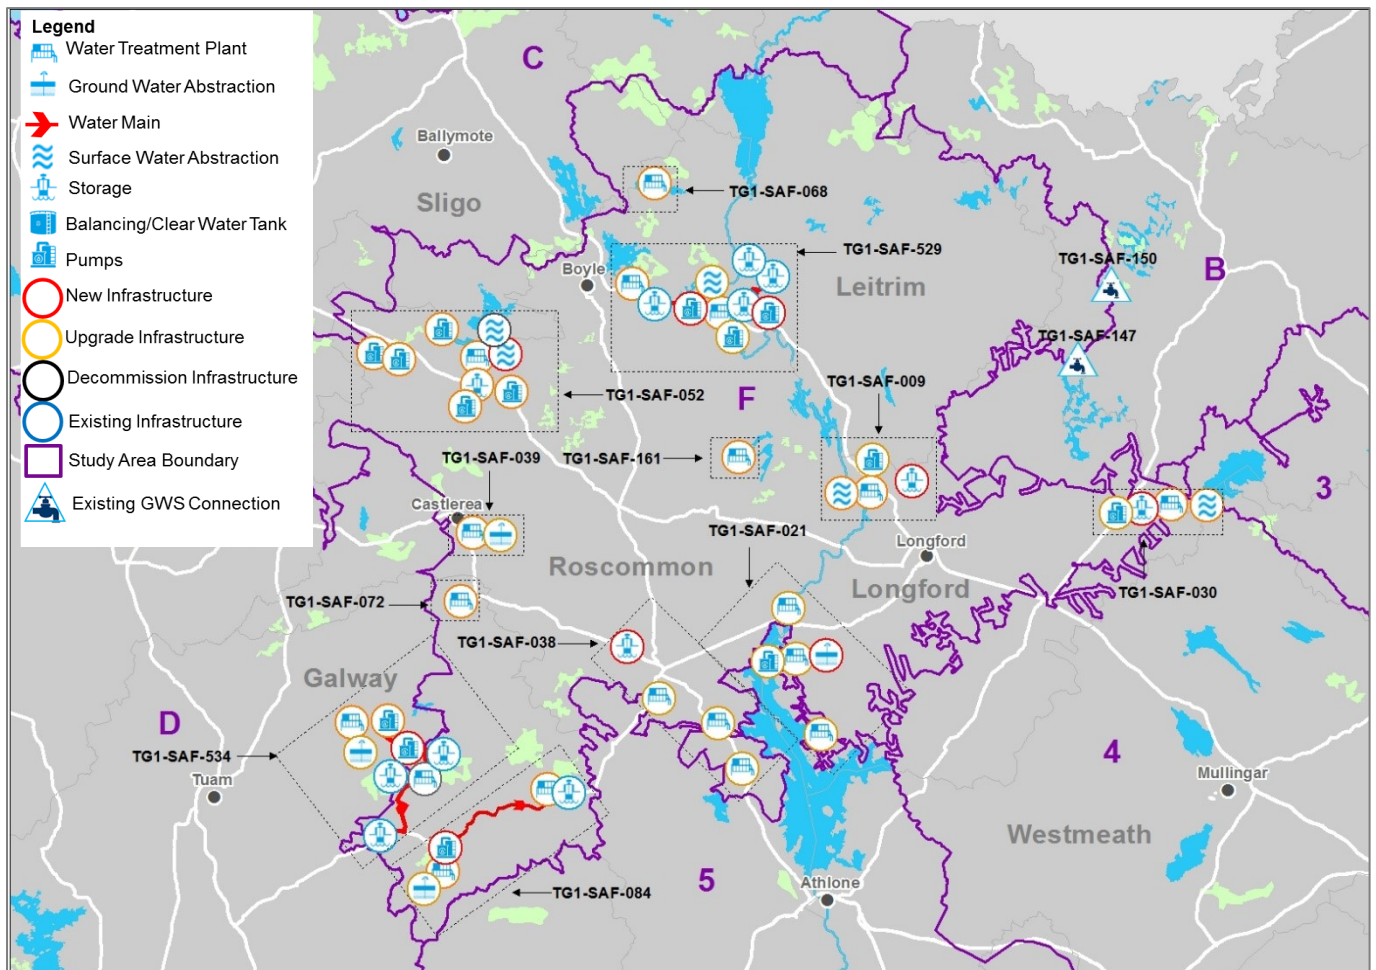 Legend
Water Treatment Plant
Ground Water Abstraction
Water Main
Surface Water Abstraction
Storage
Balancing/Clear Water Tank
Pumps
New Infrastructure
Upgrade Infrastructure
Decommission Infrastructure
Existing Infrastructure
Study Area Boundary
Existing GWS Connection
C
Ballymote
Sligo
TG1-SAF-068
TG1-SAF-529
TG1-SAF-150
B
Boyle
Leitrim
TG1-SAF-147
TG1-SAF-009
TG1-SAF-052
F
TG1-SAF-039
TG1-SAF-161
3
Castlerea
TG1-SAF-021
Longford
Roscommon
Longford
TG1-SAF-030
TG1-SAF-072
TG1-SAF-038
Galway
D
TG1-SAF-534
4
Tuam
Mullingar
Westmeath
5
Athlone
TG1-SAF-084